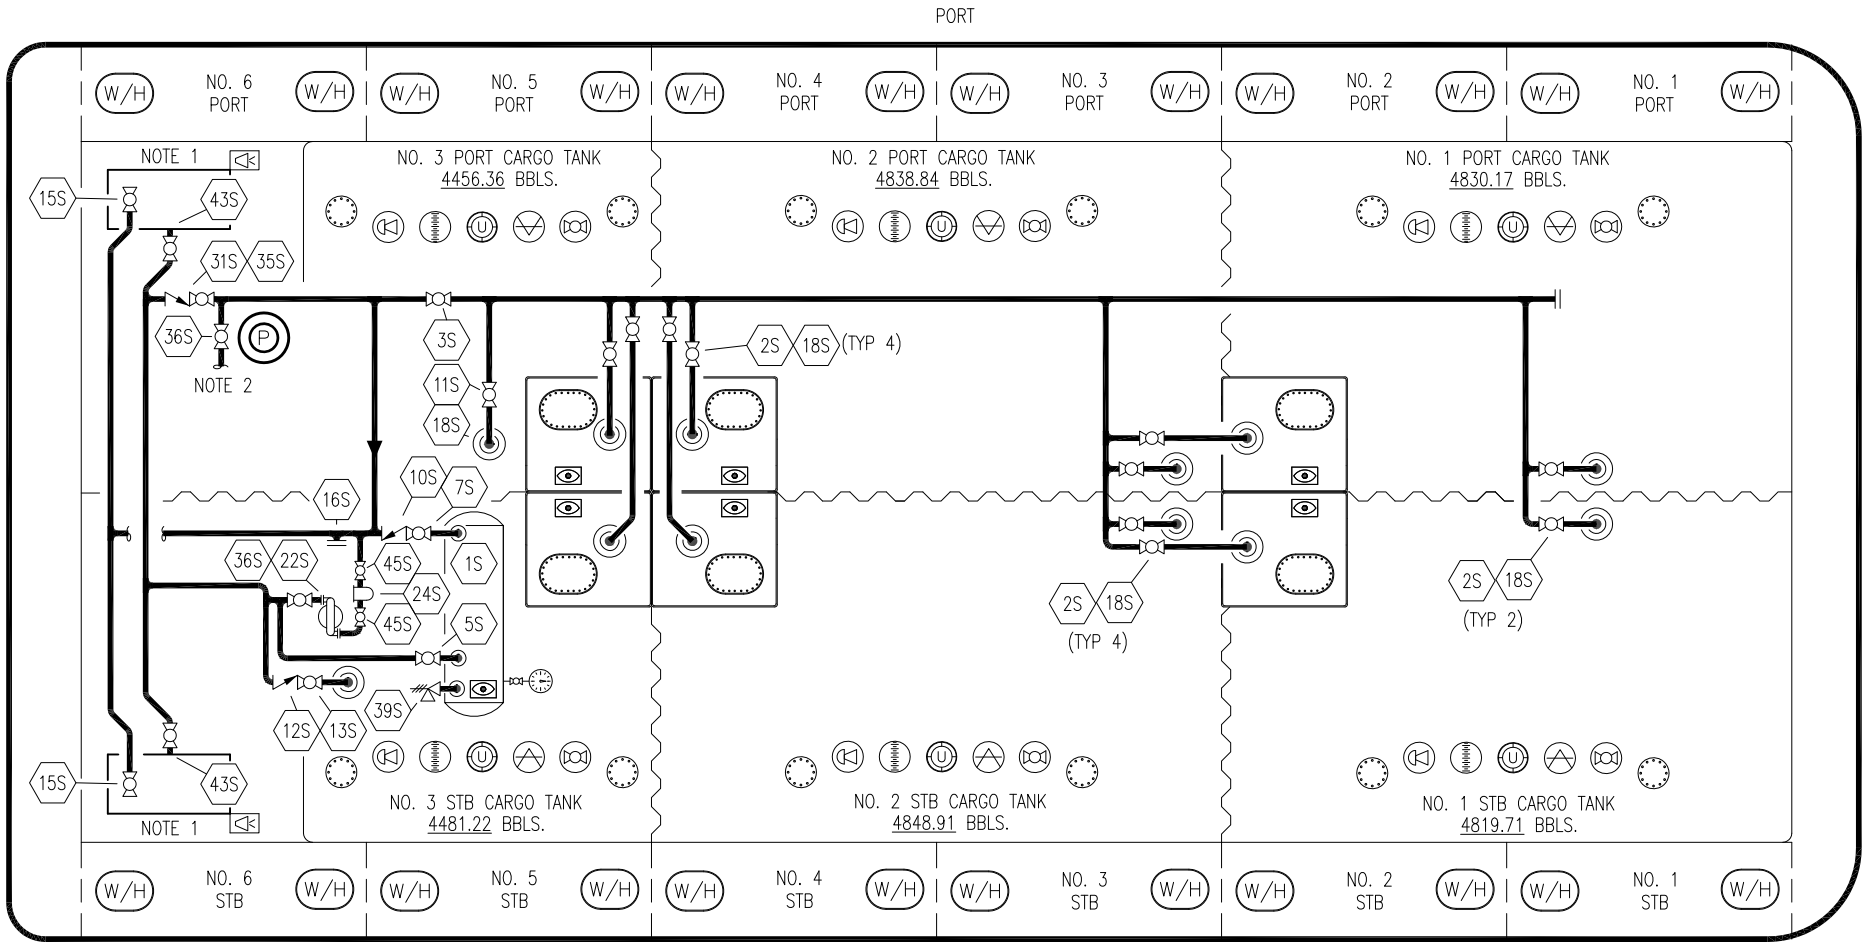 PORT
W/H
NO. 6
PORT
W/H
W/H
NO. 5
PORT
W/H
W/H
NO. 4
PORT
W/H
W/H
NO. 3
PORT
W/H
W/H
NO. 2
PORT
W/H
W/H
NO. 1
PORT
W/H
NOTE 1
NO. 3 PORT CARGO TANK
4456.36 BBLS.
NO. 2 PORT CARGO TANK
4838.84 BBLS.
NO. 1 PORT CARGO TANK
4830.17 BBLS.
15S
43S
U
U
U
31S
35S
36S
P
NOTE 2
3S
11S
18S
2S
18S
(TYP 4)
10S
7S
16S
36S
22S
45S
1S
24S
45S
5S
2S
18S
(TYP 4)
2S
18S
(TYP 2)
39S
12S
13S
15S
43S
U
U
U
NOTE 1
NO. 3 STB CARGO TANK
4481.22 BBLS.
NO. 2 STB CARGO TANK
4848.91 BBLS.
NO. 1 STB CARGO TANK
4819.71 BBLS.
W/H
NO. 6
STB
W/H
W/H
NO. 5
STB
W/H
W/H
NO. 4
STB
W/H
W/H
NO. 3
STB
W/H
W/H
NO. 2
STB
W/H
W/H
NO. 1
STB
W/H